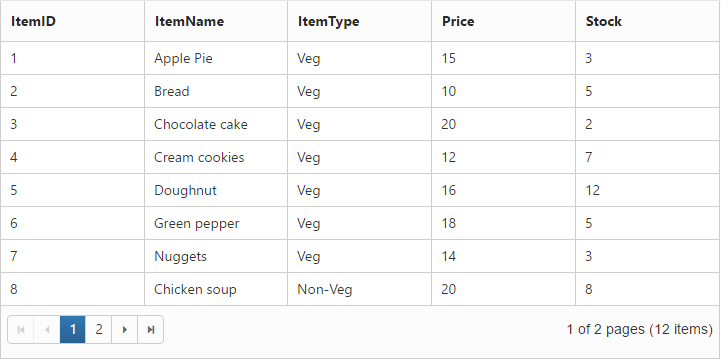 ItemID ItemName ItemType Price Stock
1 Apple Pie Veg 15 3
2 Bread Veg 10 5
3 Chocolate cake Veg 20 2
4 Cream cookies Veg 12 7
5 Doughnut Veg 16 12
6 Green pepper Veg 18 5
7 Nuggets Veg 14 3
8 Chicken soup Non-Veg 20 8
1 2 1 of 2 pages (12 items)